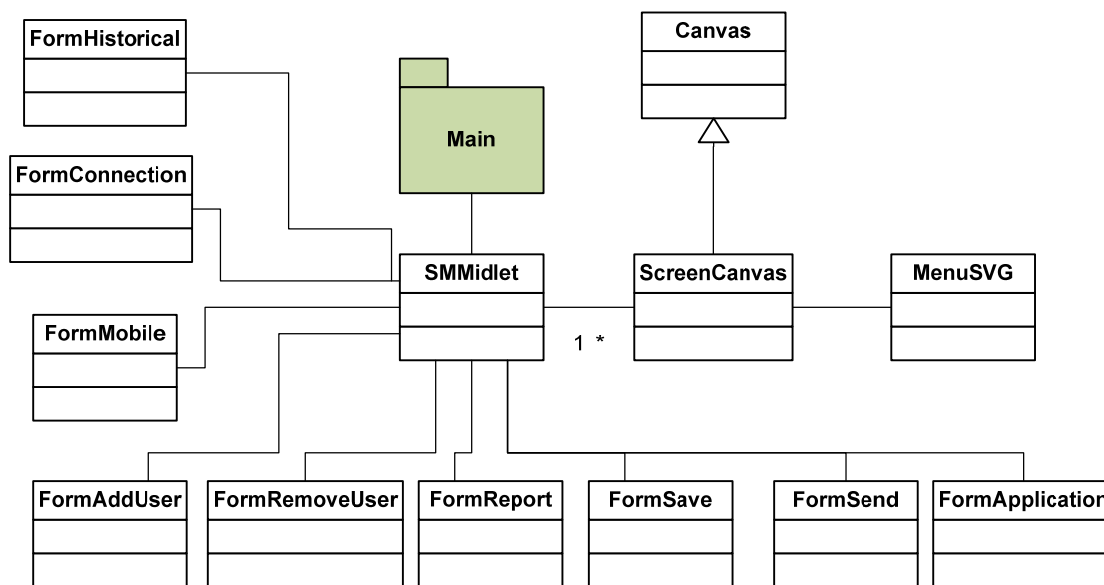 Canvas
FormHistorical
Main
FormConnection
SMMidlet
ScreenCanvas
MenuSVG
FormMobile
1 *
FormAddUser
FormRemoveUser
FormReport
FormSave
FormSend
FormApplication